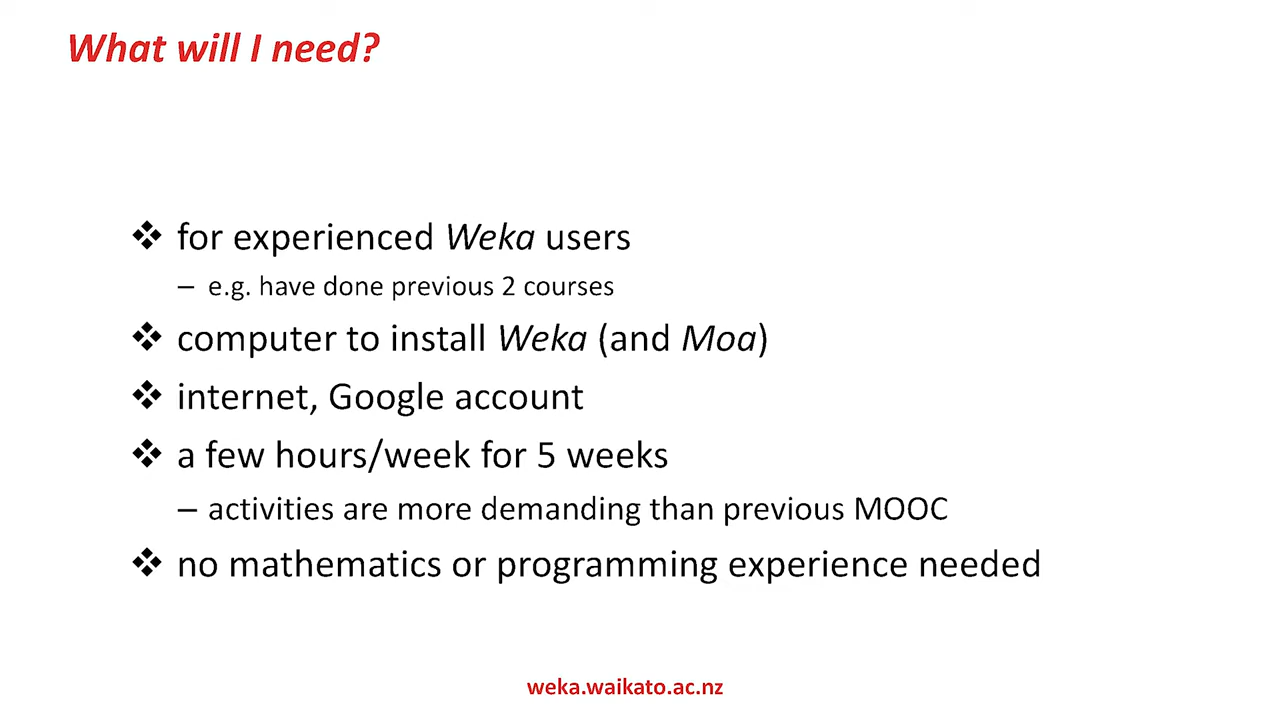 What will I need?
❖ for experienced Weka users
– e.g. have done previous 2 courses
❖ computer to install Weka (and Moa)
❖ internet, Google account
❖ a few hours/week for 5 weeks
– activities are more demanding than previous MOOC
❖ no mathematics or programming experience needed
weka.waikato.ac.nz